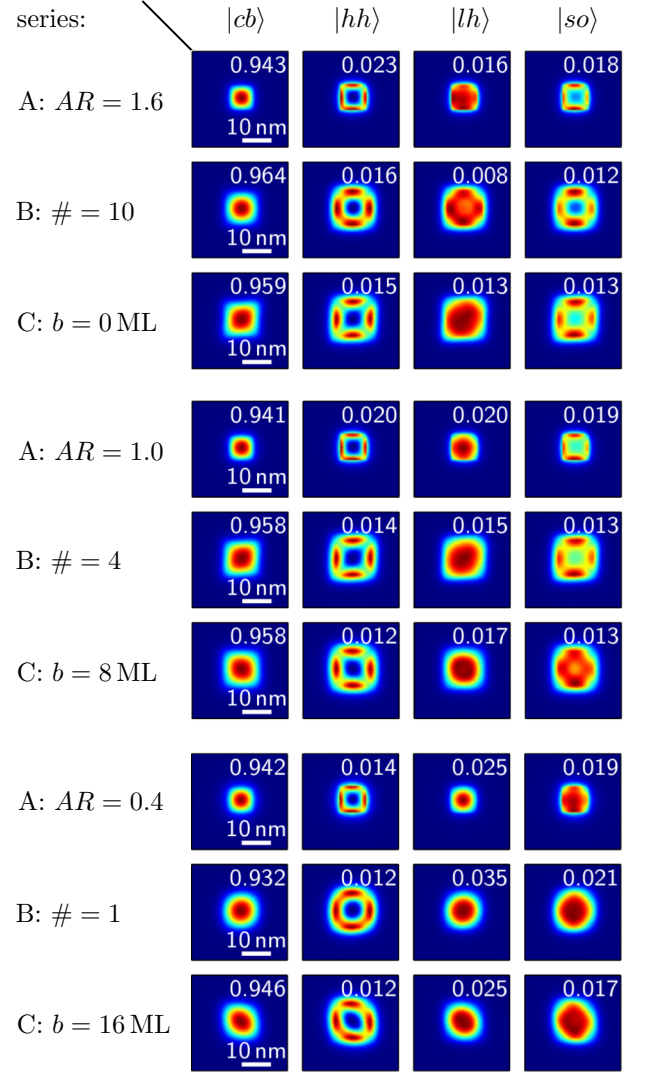 series: |cb⟩ |hh⟩ |lh⟩ |so⟩
A: AR = 1.6 0.943 0.023 0.016 0.018
10 nm
B: # = 10 0.964 0.016 0.008 0.012
10 nm
C: b = 0 ML 0.959 0.015 0.013 0.013
10 nm
A: AR = 1.0 0.941 0.020 0.020 0.019
10 nm
B: # = 4 0.958 0.014 0.015 0.013
10 nm
C: b = 8 ML 0.958 0.012 0.017 0.013
10 nm
A: AR = 0.4 0.942 0.014 0.025 0.019
10 nm
B: # = 1 0.932 0.012 0.035 0.021
10 nm
C: b = 16 ML 0.946 0.012 0.025 0.017
10 nm